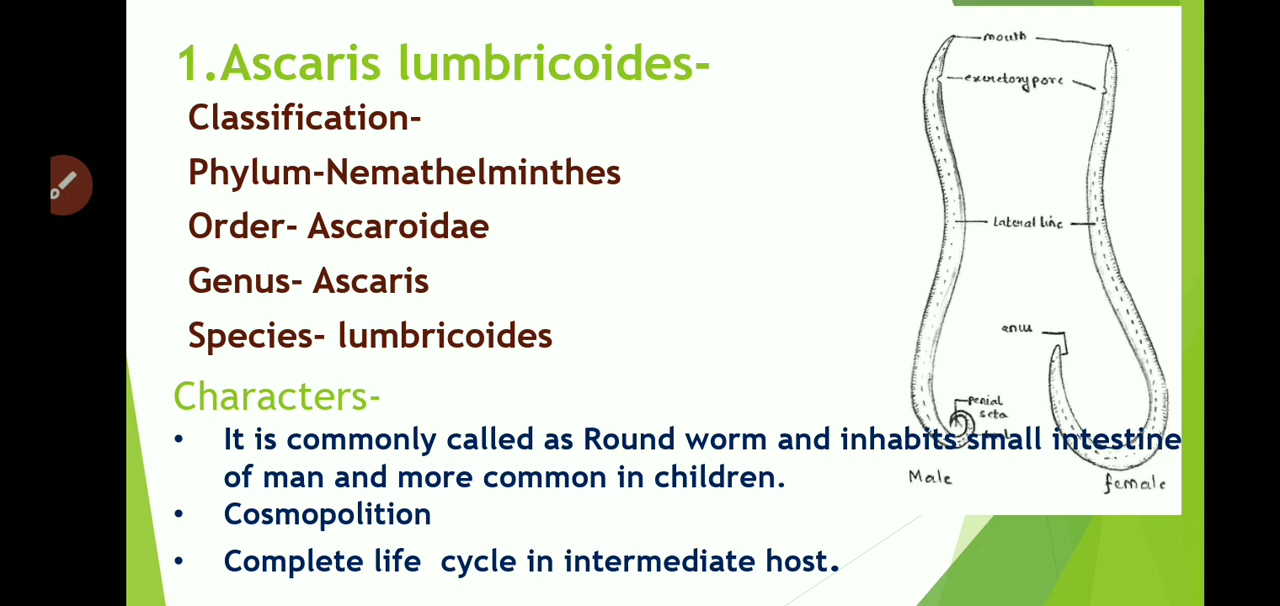 1.Ascaris lumbricoides-
Classification-
Phylum-Nemathelminthes
Order- Ascaroidae
Genus- Ascaris
Species- lumbricoides
Characters-
• It is commonly called as Round worm and inhabits small intestine
of man and more common in children.
• Cosmopolition
• Complete life cycle in intermediate host.
mouth
excretory pore
Lateral line
anus
penial
seta
Male
female